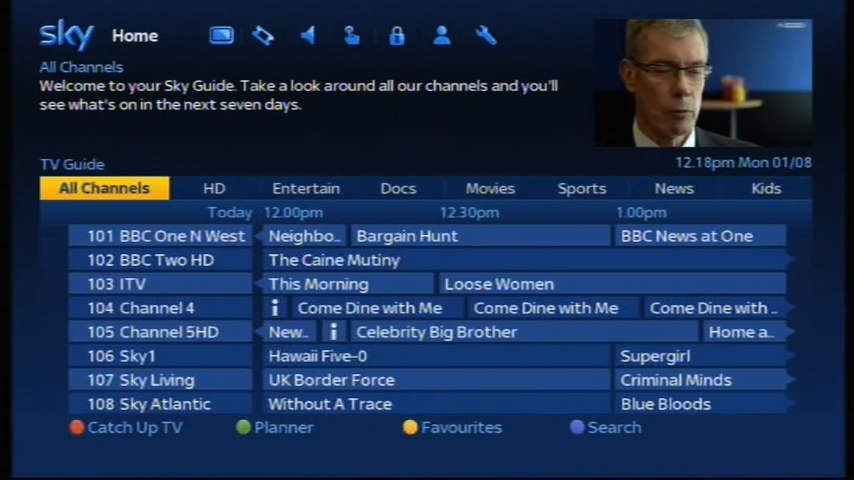 sky Home
All Channels
Welcome to your Sky Guide. Take a look around all our channels and you'll
see what's on in the next seven days.
TV Guide 12.18pm Mon 01/08
All Channels HD Entertain Docs Movies Sports News Kids
Today 12.00pm 12.30pm 1.00pm
101 BBC One N West Neighbo.. Bargain Hunt BBC News at One
102 BBC Two HD The Caine Mutiny
103 ITV This Morning Loose Women
104 Channel 4 i Come Dine with Me Come Dine with Me Come Dine with ..
105 Channel 5HD New.. i Celebrity Big Brother Home a..
106 Sky1 Hawaii Five-0 Supergirl
107 Sky Living UK Border Force Criminal Minds
108 Sky Atlantic Without A Trace Blue Bloods
Catch Up TV Planner Favourites Search